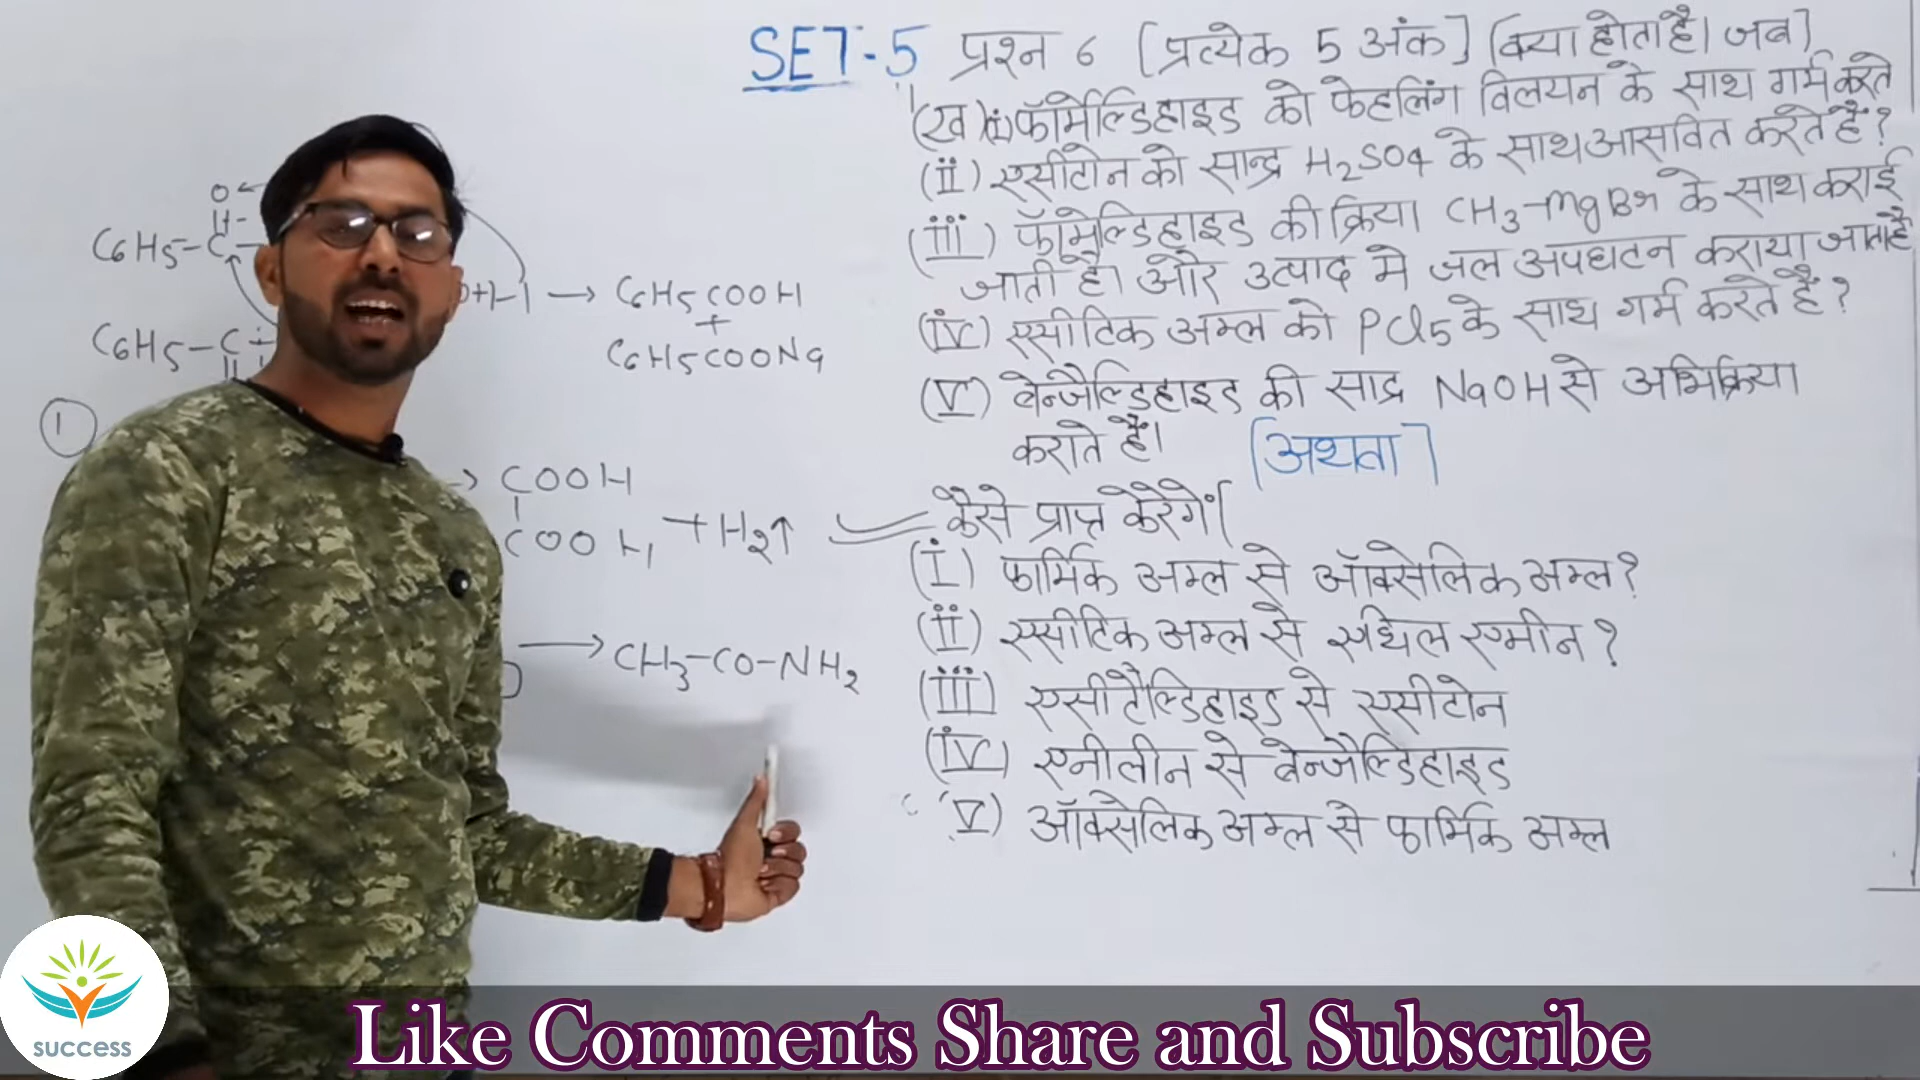 SET-5 प्रश्न 6 [प्रत्येक 5 अंक] [क्या होता है। जब]
(ख)(i) फॉर्मेल्डिहाइड को फेहलिंग विलयन के साथ गर्म करते
(ii) एसीटोन को सान्द्र H2SO4 के साथ आसवित करते हैं?
(iii) फॉर्मेल्डिहाइड की क्रिया CH3-MgBr के साथ कराई
जाती है। और उत्पाद मे जल अपघटन कराया जाता है
(iv) एसीटिक अम्ल को PCl5 के साथ गर्म करते हैं?
(v) बेन्जैल्डिहाइड की साद्र NaOH से अभिक्रिया
कराते हैं।
[अथवा]
कैसे प्राप्त केरेगें।
(i) फार्मिक अम्ल से ऑक्सेलिक अम्ल?
(ii) एसीटिक अम्ल से एथिल एमीन?
(iii) एसीटैल्डिहाइड से एसीटोन
(iv) एनीलीन से बेन्जैल्डिहाइड
(v) ऑक्सेलिक अम्ल से फार्मिक अम्ल
O
C6H5-C-
→ C6H5COOH
+
C6H5-C
C6H5COONa
1
→ COOH
COOH + H2↑
→ CH3-CO-NH2
success
Like Comments Share and Subscribe